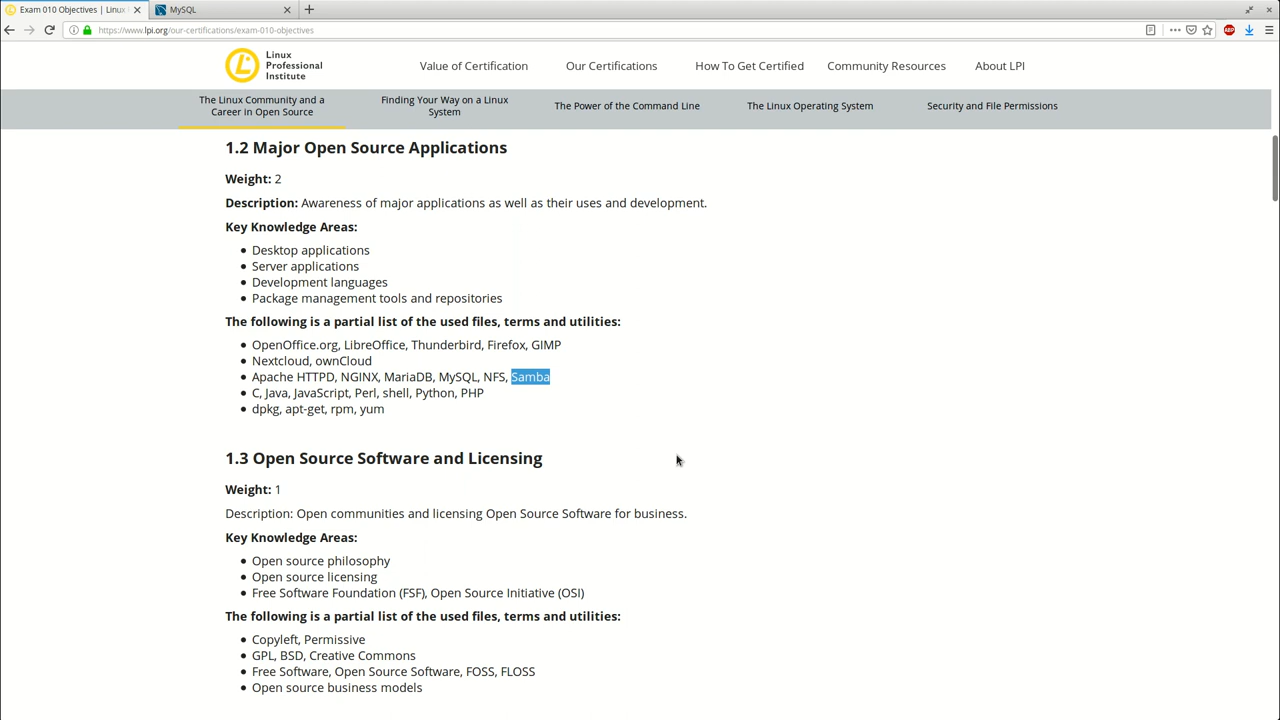 Exam 010 Objectives | Linux
MySQL
https://www.lpi.org/our-certifications/exam-010-objectives
ABP
Linux
Professional
Institute
Value of Certification
Our Certifications
How To Get Certified
Community Resources
About LPI
The Linux Community and a
Career in Open Source
Finding Your Way on a Linux
System
The Power of the Command Line
The Linux Operating System
Security and File Permissions
1.2 Major Open Source Applications
Weight: 2
Description: Awareness of major applications as well as their uses and development.
Key Knowledge Areas:
Desktop applications
Server applications
Development languages
Package management tools and repositories
The following is a partial list of the used files, terms and utilities:
OpenOffice.org, LibreOffice, Thunderbird, Firefox, GIMP
Nextcloud, ownCloud
Apache HTTPD, NGINX, MariaDB, MySQL, NFS, Samba
C, Java, JavaScript, Perl, shell, Python, PHP
dpkg, apt-get, rpm, yum
1.3 Open Source Software and Licensing
Weight: 1
Description: Open communities and licensing Open Source Software for business.
Key Knowledge Areas:
Open source philosophy
Open source licensing
Free Software Foundation (FSF), Open Source Initiative (OSI)
The following is a partial list of the used files, terms and utilities:
Copyleft, Permissive
GPL, BSD, Creative Commons
Free Software, Open Source Software, FOSS, FLOSS
Open source business models